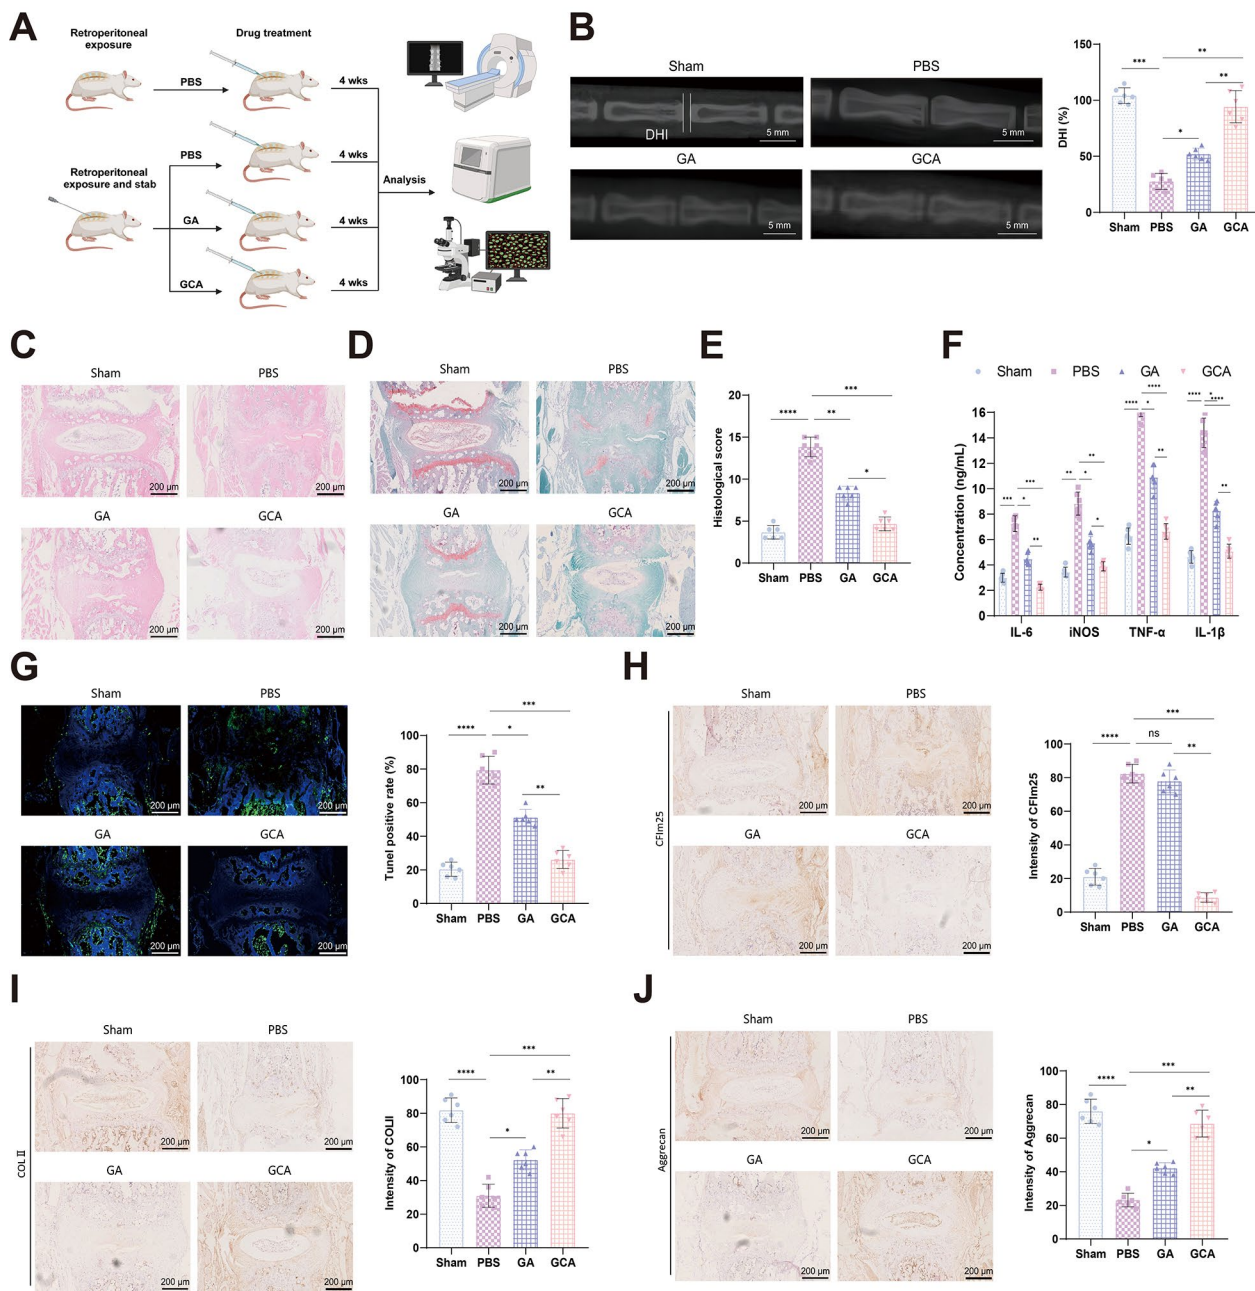 A
Retroperitoneal
exposure
Drug treatment
PBS
4 wks
PBS
4 wks
Retroperitoneal
exposure and stab
GA
4 wks
GCA
4 wks
Analysis
B
Sham
PBS
DHI
5 mm
5 mm
GA
GCA
5 mm
5 mm
DHI (%)
150
100
50
0
***
**
**
*
Sham PBS GA GCA
C
Sham
PBS
200 μm
200 μm
GA
GCA
200 μm
200 μm
D
Sham
PBS
200 μm
200 μm
GA
GCA
200 μm
200 μm
E
Histological score
20
15
10
5
0
***
**** **
*
Sham PBS GA GCA
F
Sham PBS GA GCA
Concentration (ng/mL)
16
14
12
10
8
6
4
2
0
*** *** * **
** ** * *
**** **** * **
**** * **** **
IL-6 iNOS TNF-α IL-1β
G
Sham
PBS
200 μm
200 μm
GA
GCA
200 μm
200 μm
Tunel positive rate (%)
100
80
60
40
20
0
***
**** *
**
Sham PBS GA GCA
H
CFIm25
Sham
PBS
200 μm
200 μm
GA
GCA
200 μm
200 μm
Intensity of CFIm25
100
80
60
40
20
0
***
**** ns
**
Sham PBS GA GCA
I
COL II
Sham
PBS
200 μm
200 μm
GA
GCA
200 μm
200 μm
Intensity of COLII
100
80
60
40
20
0
***
**** **
*
Sham PBS GA GCA
J
Aggrecan
Sham
PBS
200 μm
200 μm
GA
GCA
200 μm
200 μm
Intensity of Aggrecan
100
80
60
40
20
0
***
**** **
*
Sham PBS GA GCA